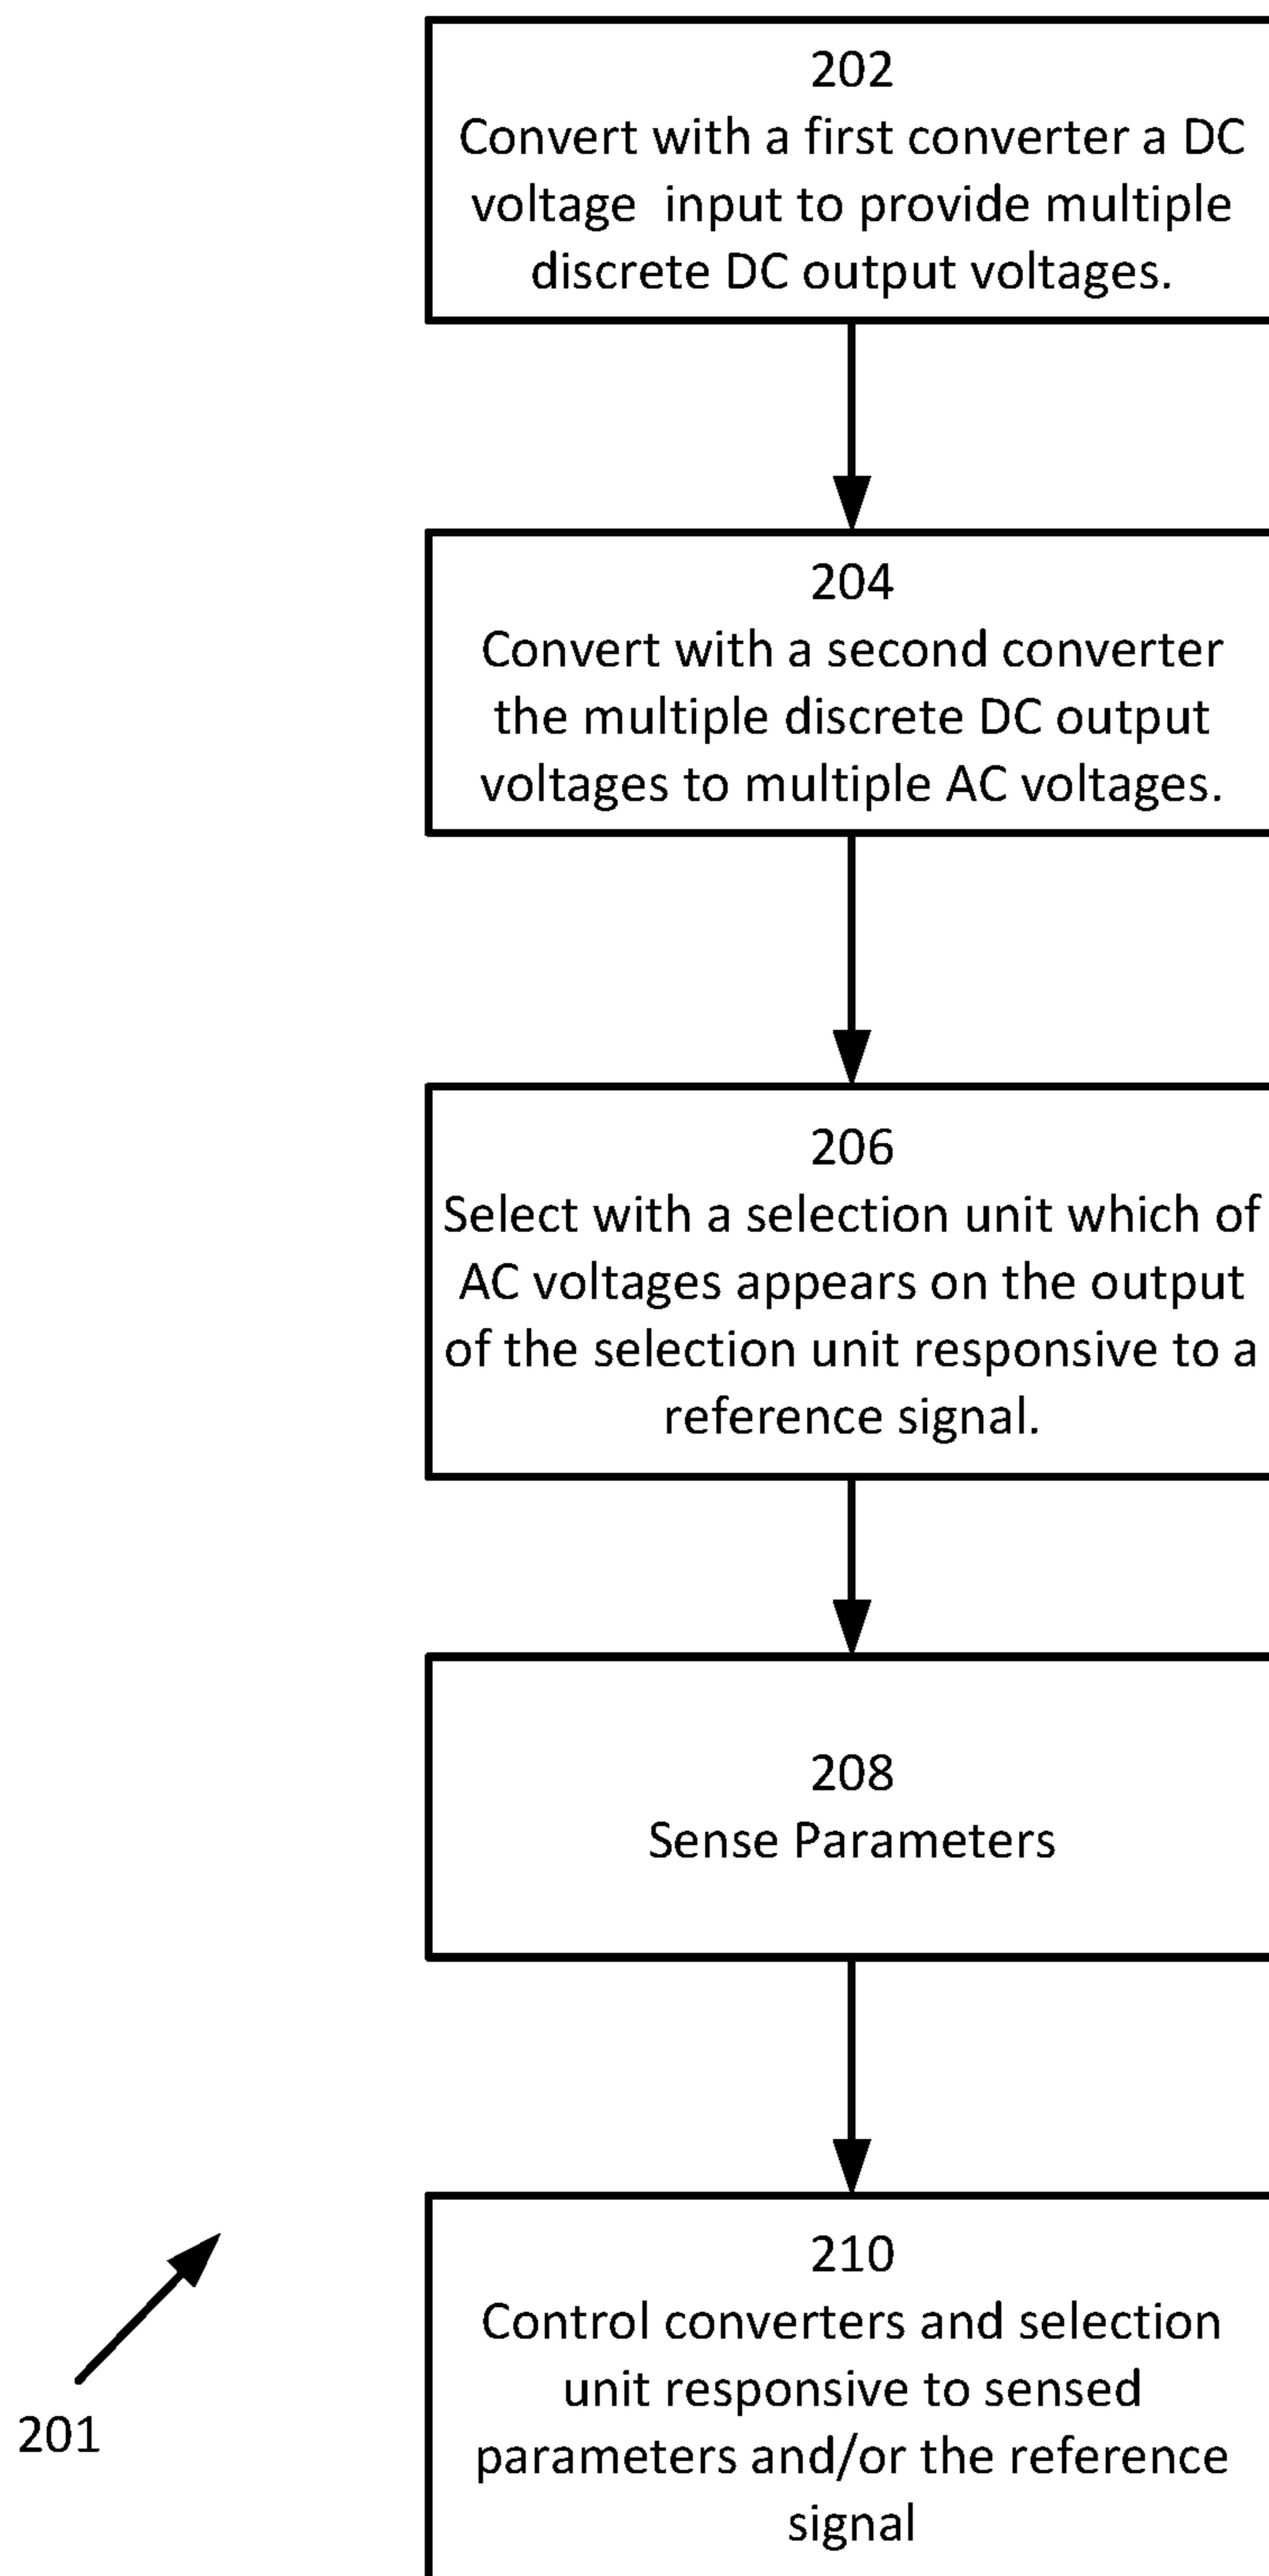 202
Convert with a first converter a DC
voltage  input to provide multiple
discrete DC output voltages.
204
Convert with a second converter
the multiple discrete DC output
voltages to multiple AC voltages.
206
Select with a selection unit which of
AC voltages appears on the output
of the selection unit responsive to a
reference signal.
208
Sense Parameters
210
Control converters and selection
unit responsive to sensed
parameters and/or the reference
signal
201